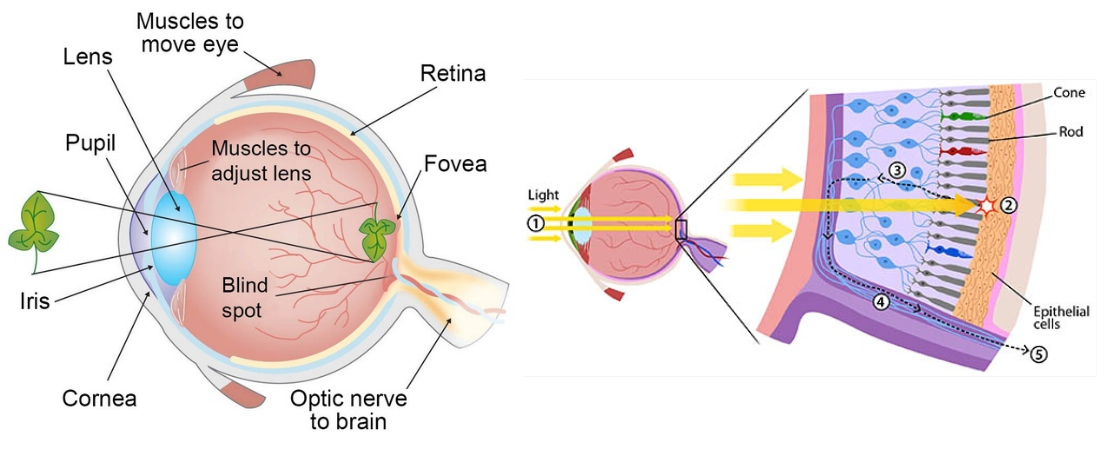 Muscles to
move eye
Lens
Retina
Pupil
Muscles to
adjust lens
Fovea
Iris
Blind
spot
Cornea
Optic nerve
to brain
Light
①
Cone
Rod
③
②
④
Epithelial
cells
⑤